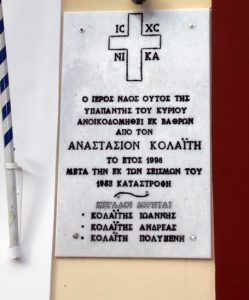 IC XC
NI KA
Ο ΙΕΡΟΣ ΝΑΟΣ ΟΥΤΟΣ ΤΗΣ
ΥΠΑΠΑΝΤΗΣ ΤΟΥ ΚΥΡΙΟΥ
ΑΝΟΙΚΟΔΟΜΗΘΕΙ ΕΚ ΒΑΘΡΩΝ
ΑΠΟ ΤΟΝ
ΑΝΑΣΤΑΣΙΟΝ ΚΟΛΑΪΤΗ
ΤΟ ΕΤΟΣ 1998
ΜΕΤΑ ΤΗΝ ΕΚ ΤΩΝ ΣΕΙΣΜΩΝ ΤΟΥ
1953 ΚΑΤΑΣΤΡΟΦΗ
ΜΕΓΑΛΟΙ ΔΩΡΗΤΑΙ
• ΚΟΛΑΪΤΗΣ ΙΩΑΝΝΗΣ
• ΚΟΛΑΪΤΗΣ ΑΝΔΡΕΑΣ
• ΚΟΛΑΪΤΗ ΠΟΛΥΞΕΝΗ